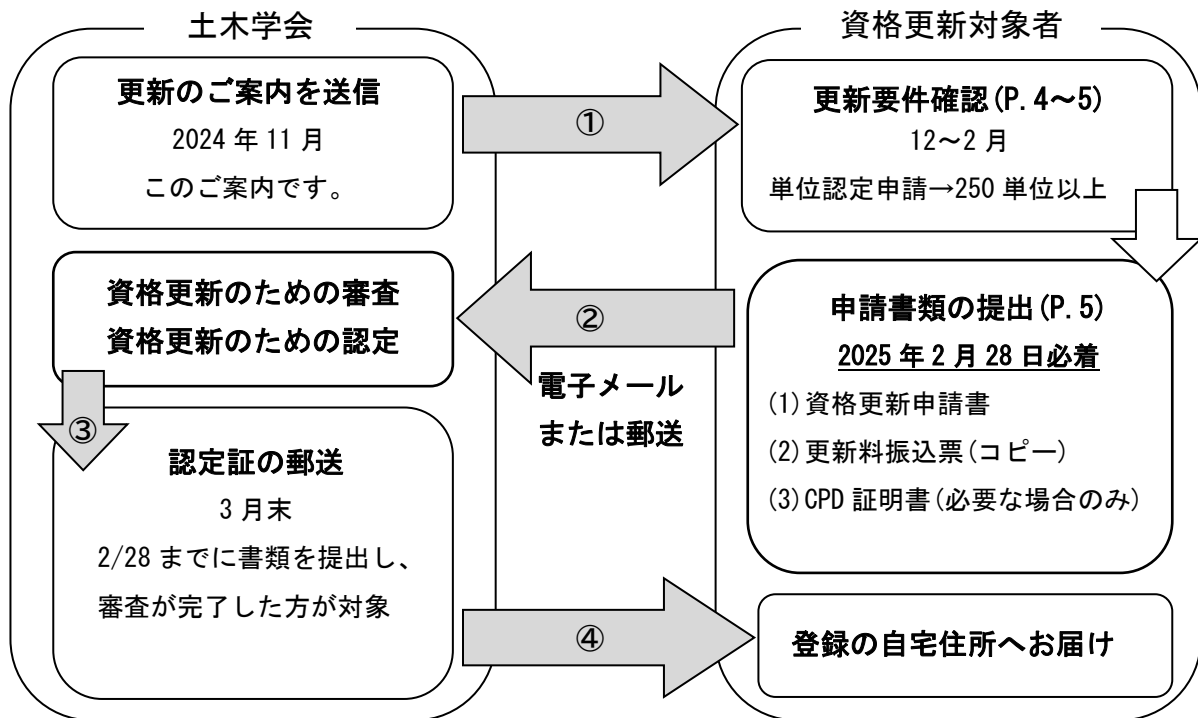 土木学会
更新のご案内を送信
2024 年 11 月
このご案内です。
①
資格更新対象者
更新要件確認(P. 4～5)
12～2 月
単位認定申請→250 単位以上
申請書類の提出(P. 5)
2025 年 2 月 28 日必着
(1)資格更新申請書
(2)更新料振込票(コピー)
(3)CPD 証明書(必要な場合のみ)
②
電子メール
または郵送
資格更新のための審査
資格更新のための認定
③
認定証の郵送
3 月末
2/28 までに書類を提出し、
審査が完了した方が対象
④
登録の自宅住所へお届け